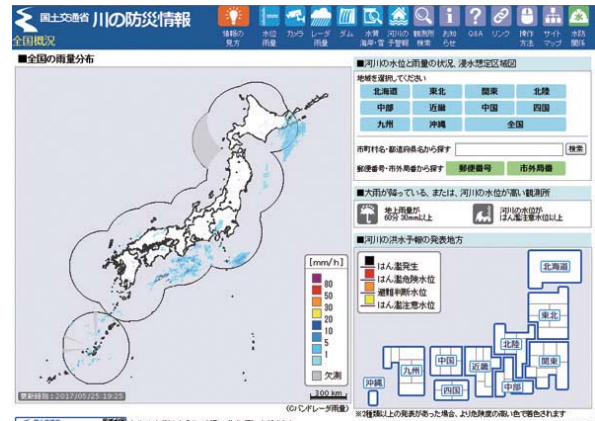 国土交通省 川の防災情報
全国概況
情報の
見方
水位
雨量
カメラ
レーダ
雨量
ダム
水質
海岸・雪
河川の
予警報
観測所
検索
お知
らせ
Q&A
リンク
操作
方法
サイト
マップ
水防
関係
■全国の雨量分布
[mm/h]
80
50
30
20
10
5
1
欠測
300 km
更新時刻:2017/05/25 19:25
(Cバンドレーダ雨量)
■河川の水位と雨量の状況、浸水想定区域図
地域を選択してください
北海道 東北 関東 北陸
中部 近畿 中国 四国
九州 沖縄 全国
市町村名・都道府県名から探す 検索
郵便番号・市外局番から探す 郵便番号 市外局番
■大雨が降っている、または、河川の水位が高い観測所
地上雨量が
60分 30mm以上
河川の水位が
はん濫注意水位以上
■河川の洪水予報の発表地方
はん濫発生
はん濫危険水位
避難判断水位
はん濫注意水位
北海道
東北
北陸
関東
中国
近畿
九州
中部
四国
沖縄
※2種類以上の発表があった場合、より危険度の高い色で着色されます